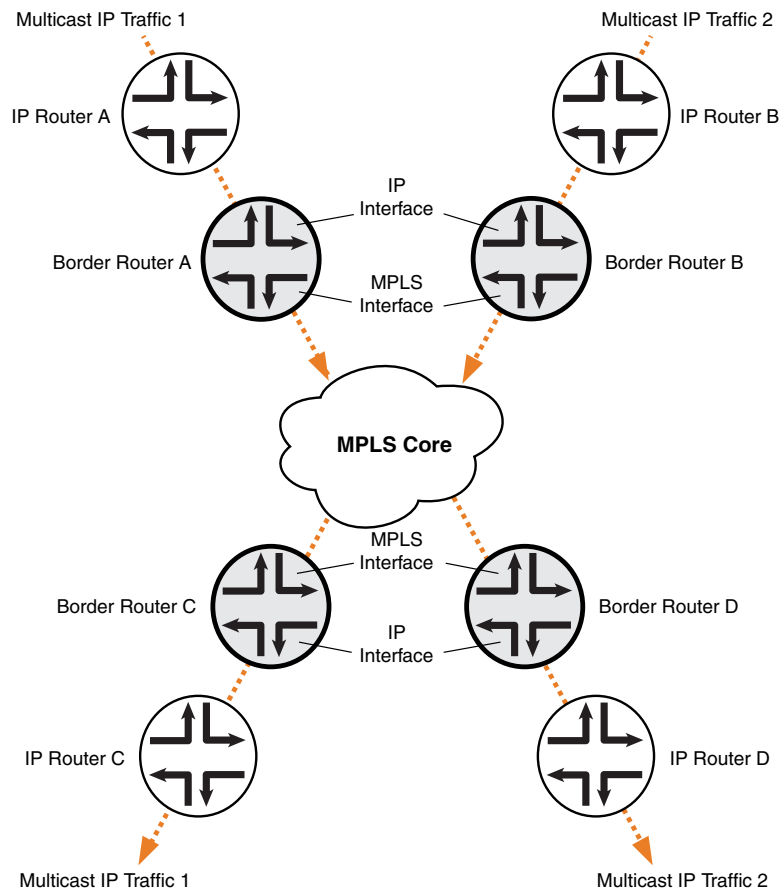 Multicast IP Traffic 1
Multicast IP Traffic 2
IP Router A
IP Router B
IP
Interface
Border Router A
Border Router B
MPLS
Interface
MPLS Core
MPLS
Interface
Border Router C
Border Router D
IP
Interface
IP Router C
IP Router D
Multicast IP Traffic 1
Multicast IP Traffic 2